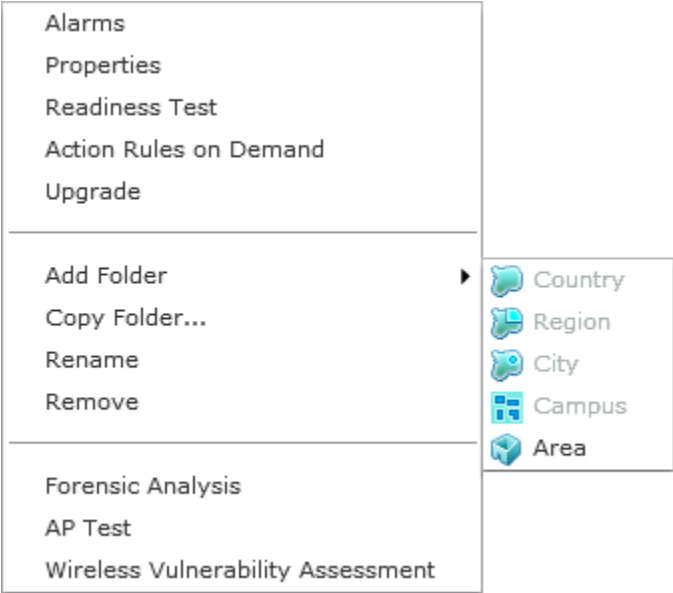 Alarms
Properties
Readiness Test
Action Rules on Demand
Upgrade
Add Folder
Copy Folder...
Rename
Remove
Forensic Analysis
AP Test
Wireless Vulnerability Assessment
Country
Region
City
Campus
Area